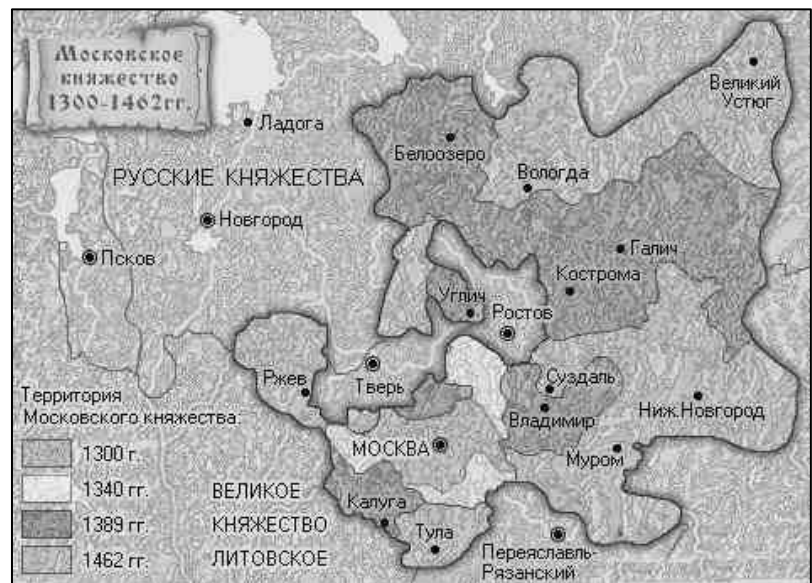 Московское
княжество
1300-1462гг.
Великий
Устюг
Ладога
Белоозеро
Вологда
РУССКИЕ КНЯЖЕСТВА
Новгород
Галич
Псков
Кострома
Углич
Ростов
Ржев
Тверь
Суздаль
Владимир
Ниж.Новгород
МОСКВА
Муром
Калуга
Тула
Переяславль-
Рязанский
Территория
Московского княжества:
1300 г.
1340 гг.
1389 гг.
1462 гг.
ВЕЛИКОЕ
КНЯЖЕСТВО
ЛИТОВСКОЕ